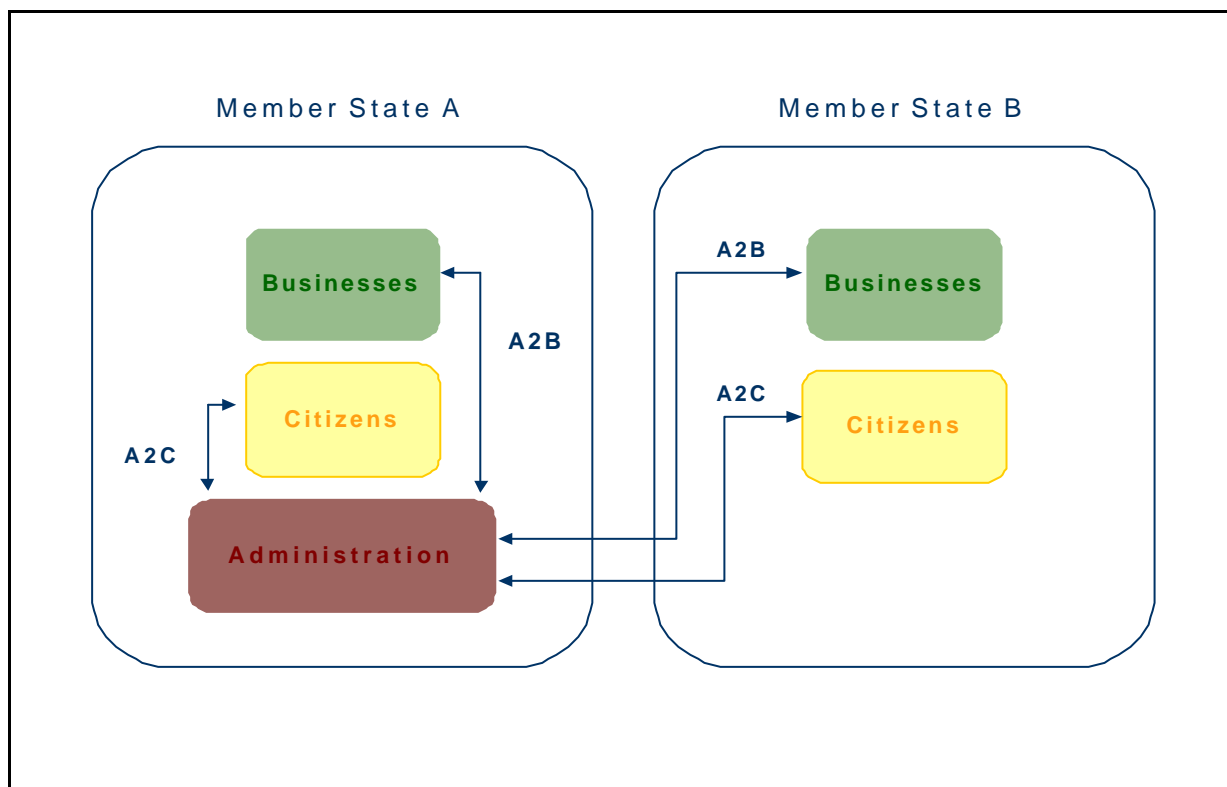 Member State A
Member State B
Businesses
A2B
Citizens
A2C
Administration
A2B
Businesses
A2C
Citizens